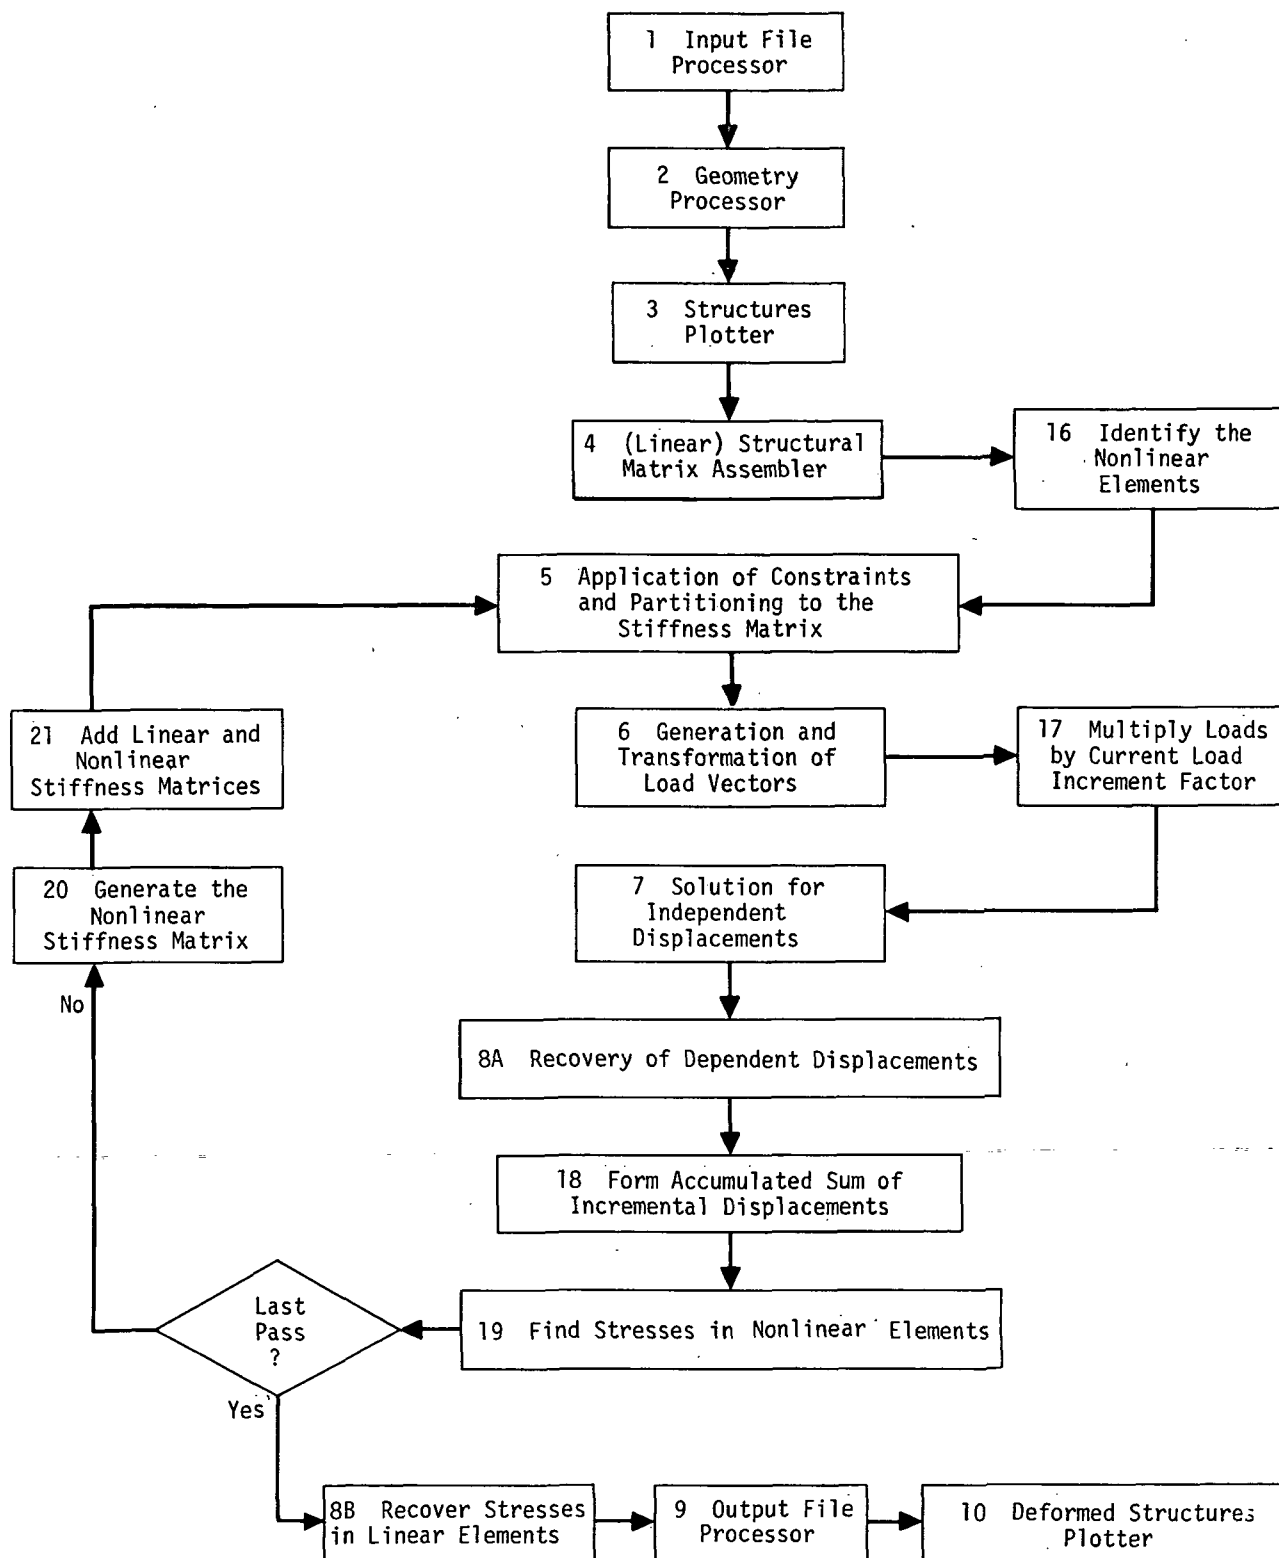 1 Input File
Processor
2 Geometry
Processor
3 Structures
Plotter
4 (Linear) Structural
Matrix Assembler
16 Identify the
Nonlinear
Elements
5 Application of Constraints
and Partitioning to the
Stiffness Matrix
21 Add Linear and
Nonlinear
Stiffness Matrices
6 Generation and
Transformation of
Load Vectors
17 Multiply Loads
by Current Load
Increment Factor
20 Generate the
Nonlinear
Stiffness Matrix
7 Solution for
Independent
Displacements
No
8A Recovery of Dependent Displacements
18 Form Accumulated Sum of
Incremental Displacements
Last
Pass
?
19 Find Stresses in Nonlinear Elements
Yes
8B Recover Stresses
in Linear Elements
9 Output File
Processor
10 Deformed Structures
Plotter